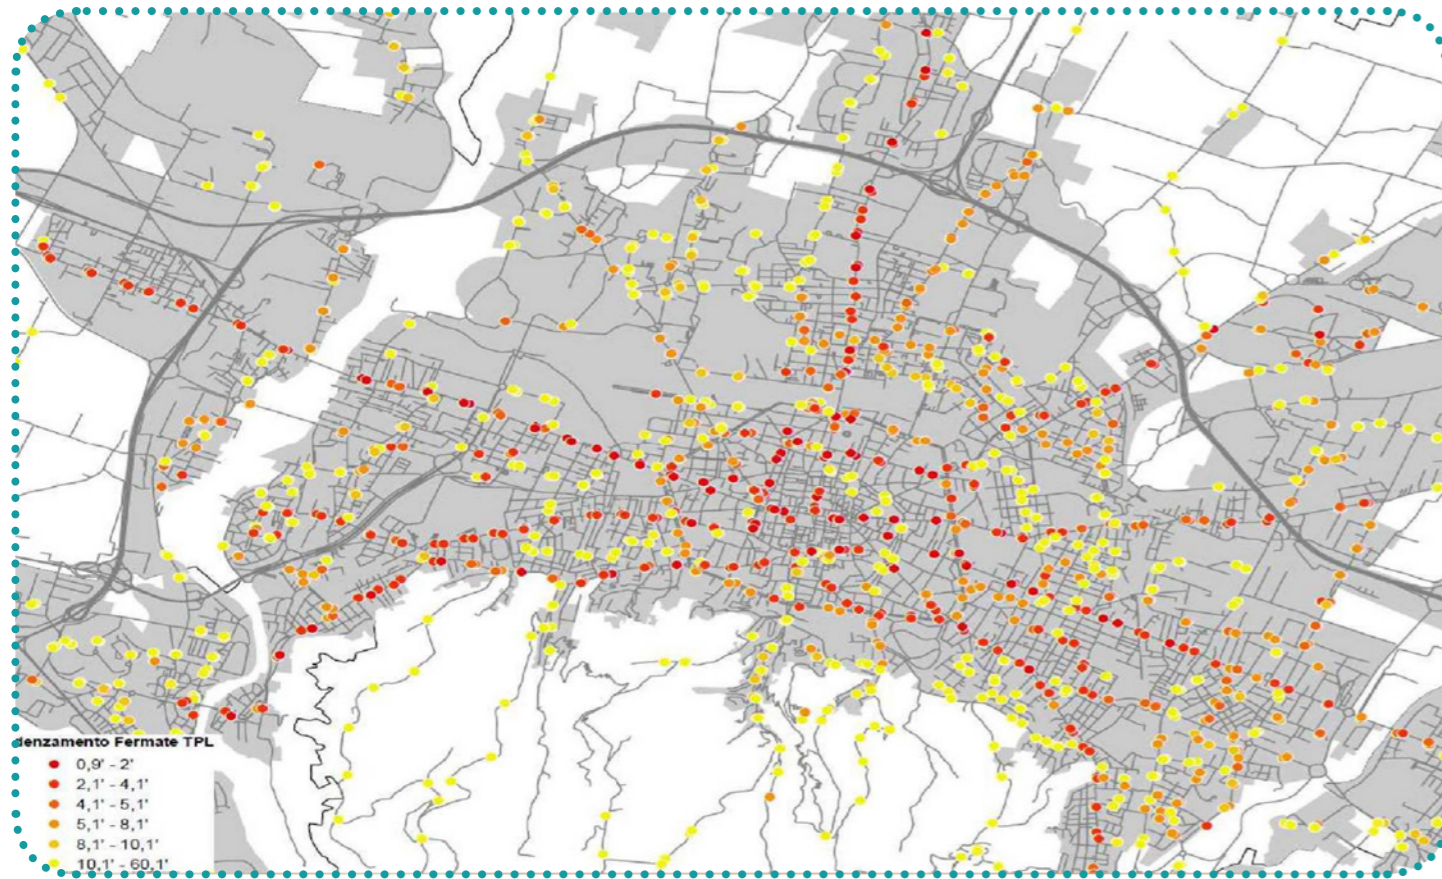 denzamento Fermate TPL
0,9' - 2'
2,1' - 4,1'
4,1' - 5,1'
5,1' - 8,1'
8,1' - 10,1'
10,1' - 60,1'